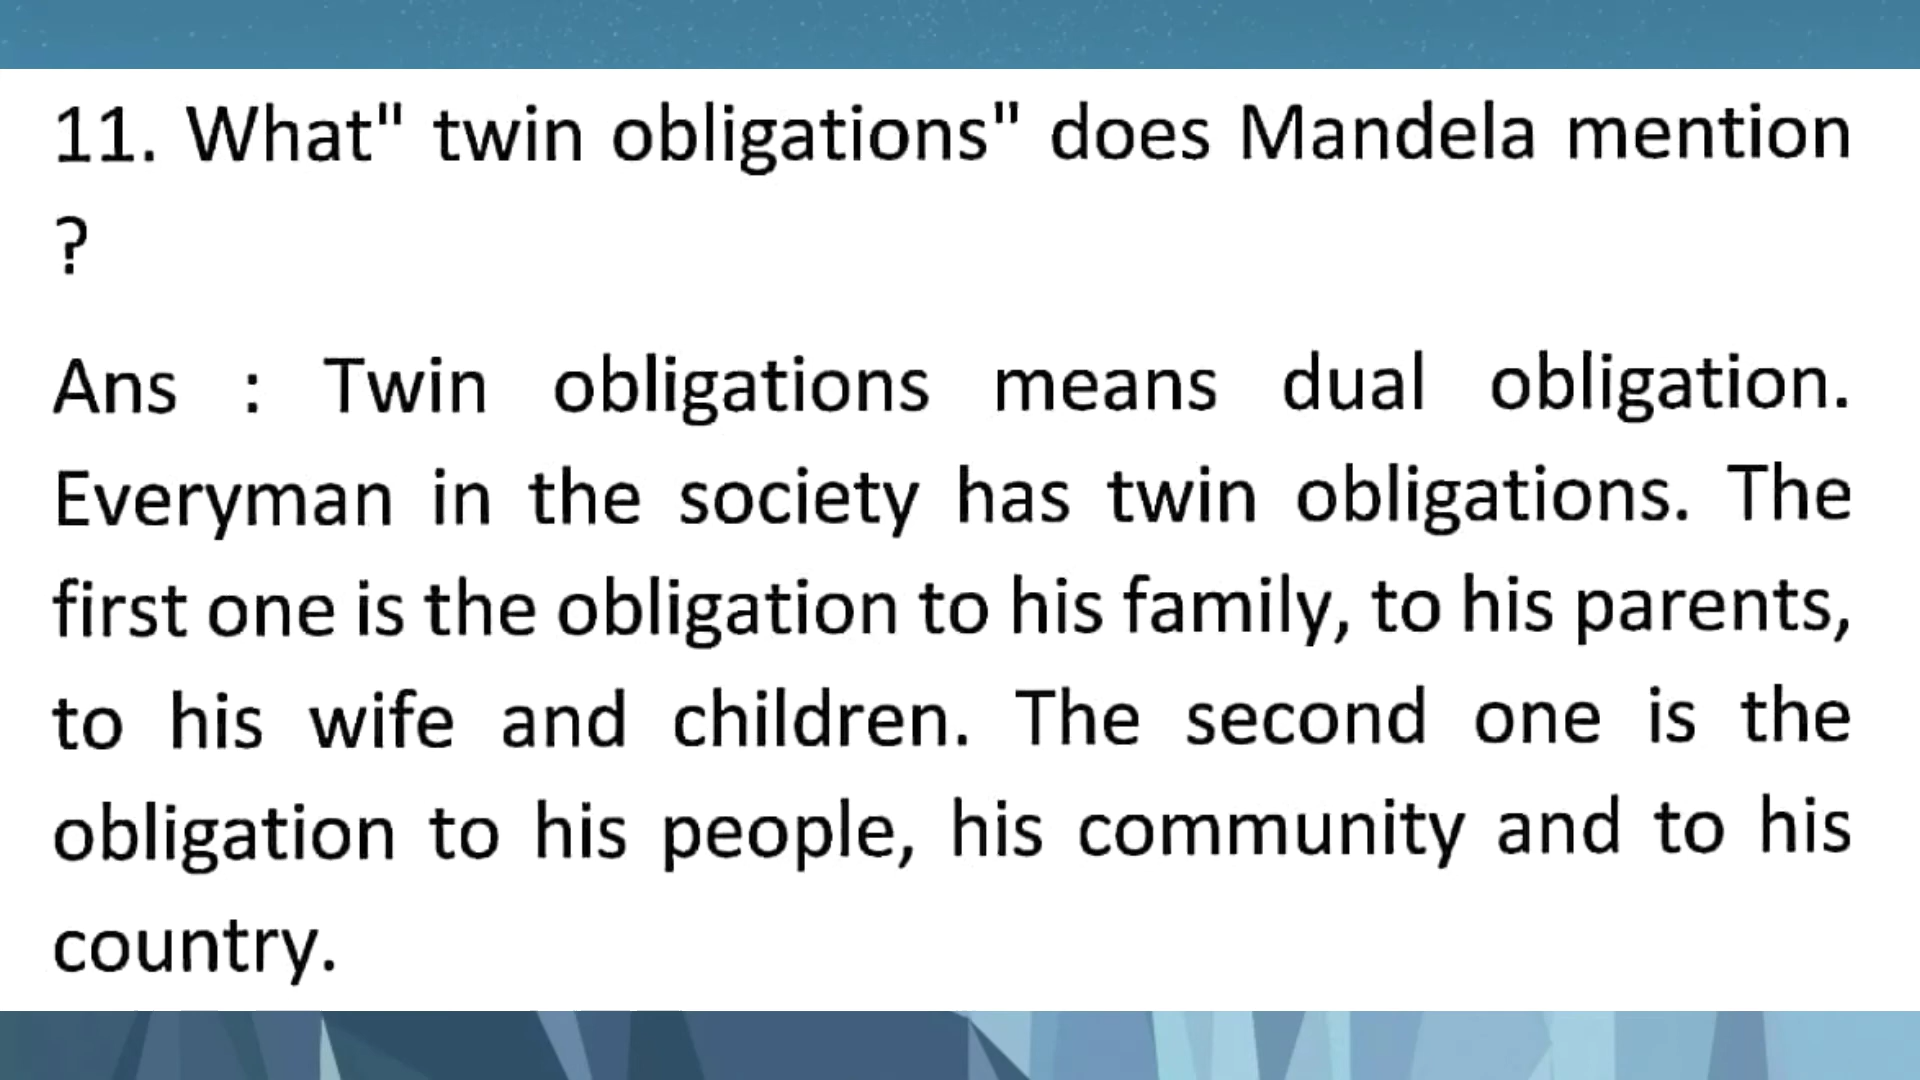 11. What" twin obligations" does Mandela mention
?
Ans : Twin obligations means dual obligation.
Everyman in the society has twin obligations. The
first one is the obligation to his family, to his parents,
to his wife and children. The second one is the
obligation to his people, his community and to his
country.